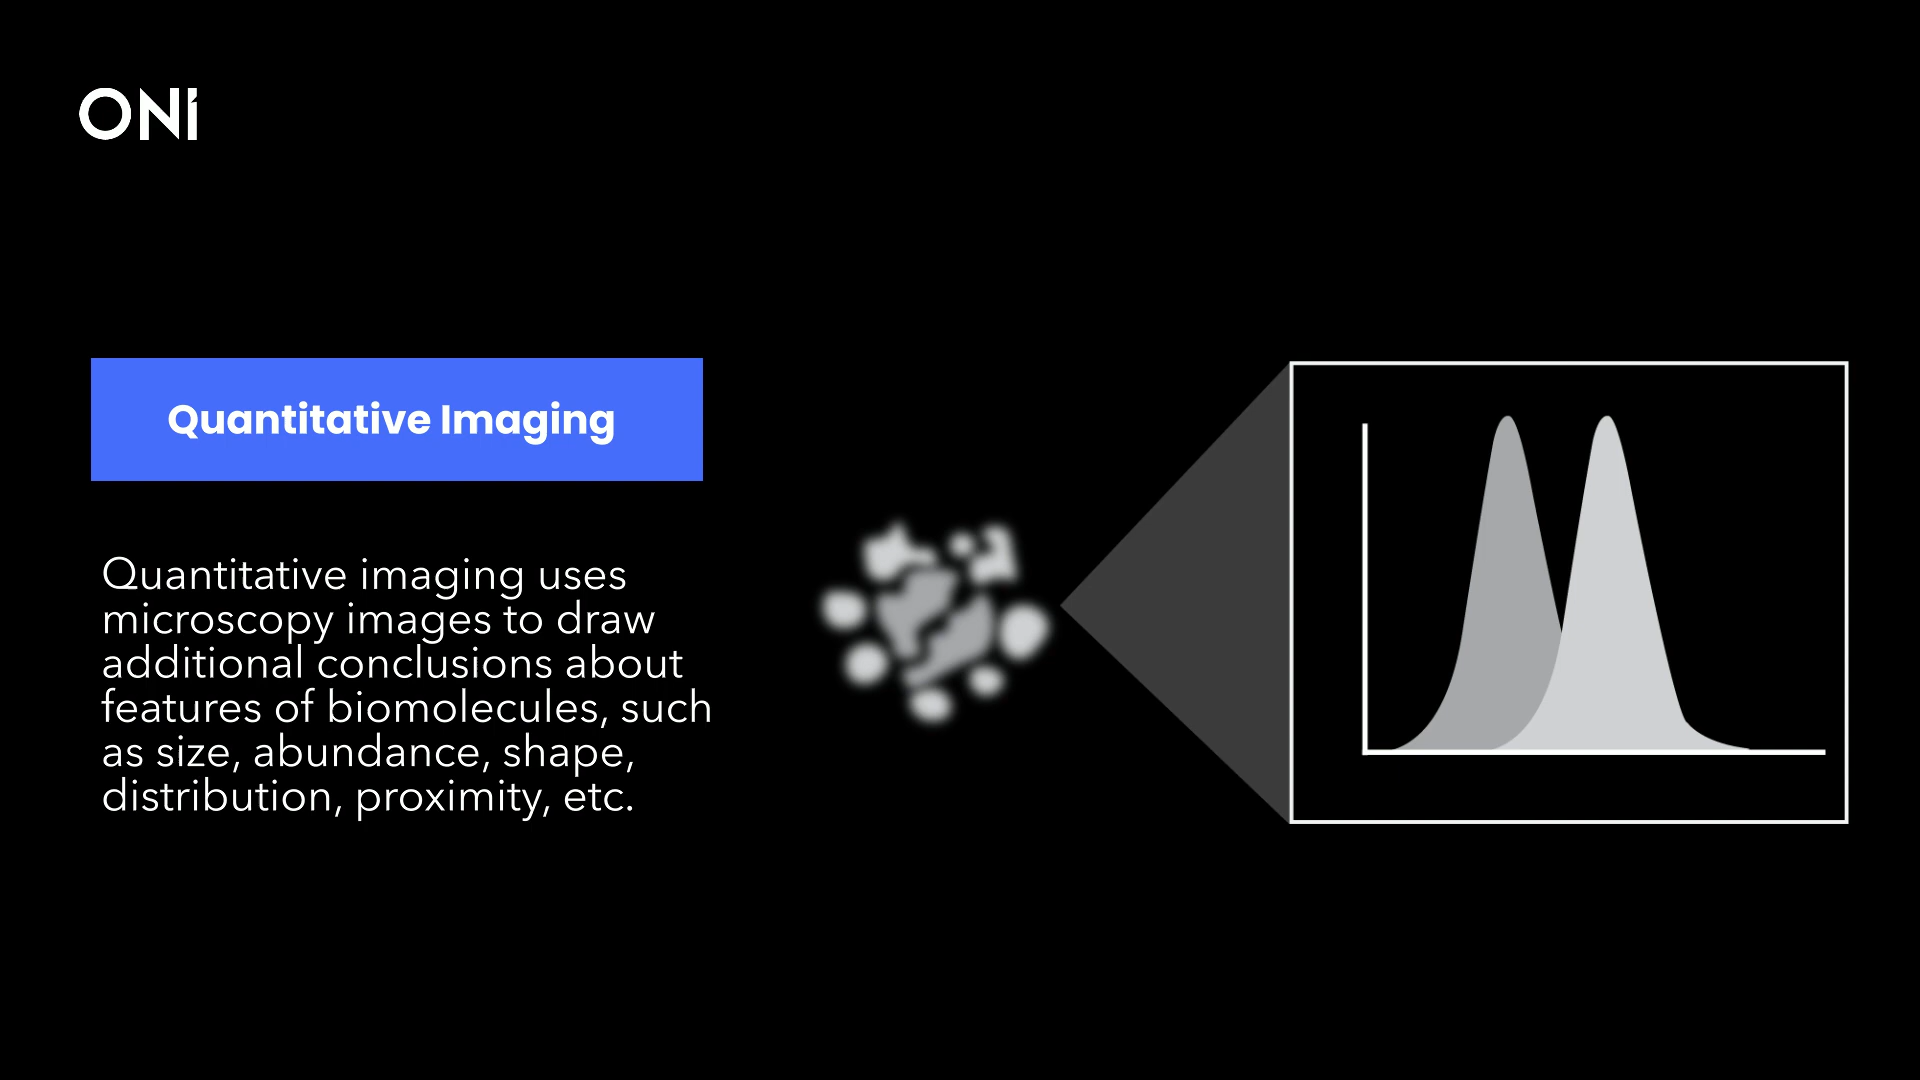 ONi
Quantitative Imaging
Quantitative imaging uses
microscopy images to draw
additional conclusions about
features of biomolecules, such
as size, abundance, shape,
distribution, proximity, etc.